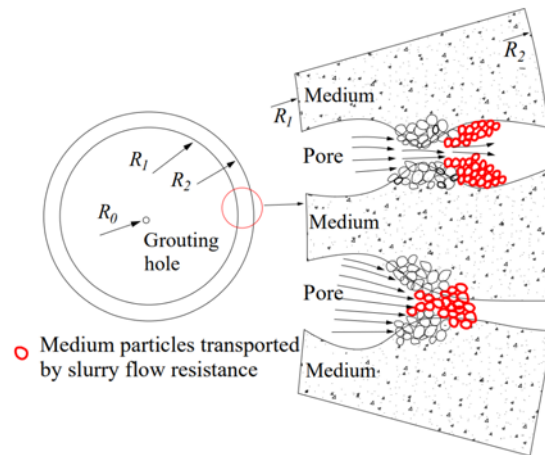 R2
Medium
R1
R1
Pore
R2
R0
Grouting
hole
Medium
Pore
Medium particles transported
by slurry flow resistance
Medium